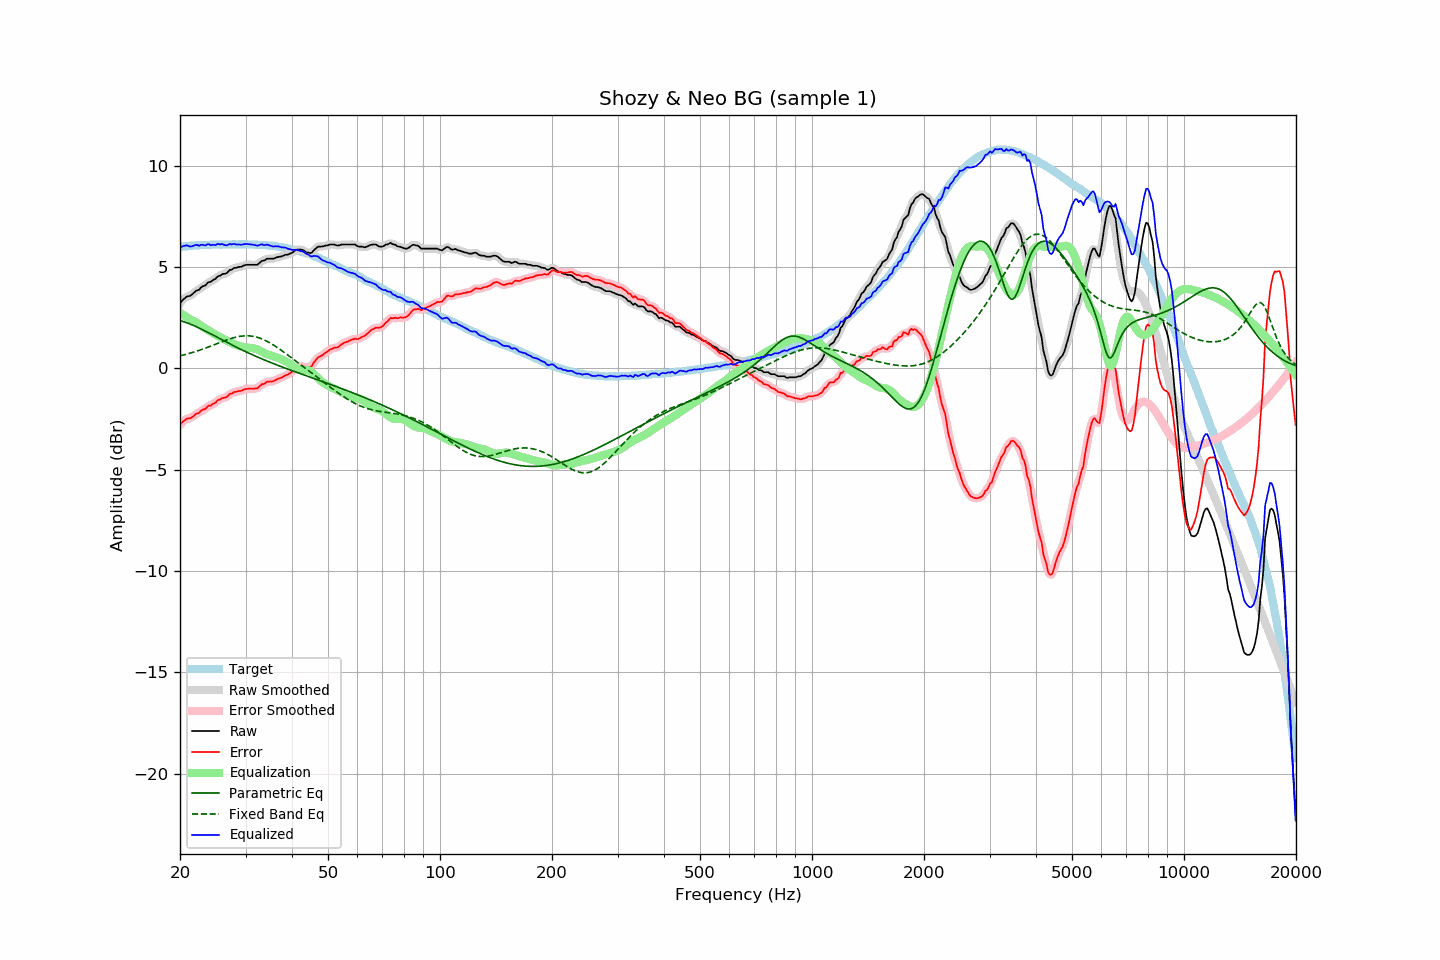 Shozy & Neo BG (sample 1)
10
5
0
−5
−10
−15
−20
Amplitude (dBr)
Target
Raw Smoothed
Error Smoothed
Raw
Error
Equalization
Parametric Eq
Fixed Band Eq
Equalized
20 50 100 200 500 1000 2000 5000 10000 20000
Frequency (Hz)